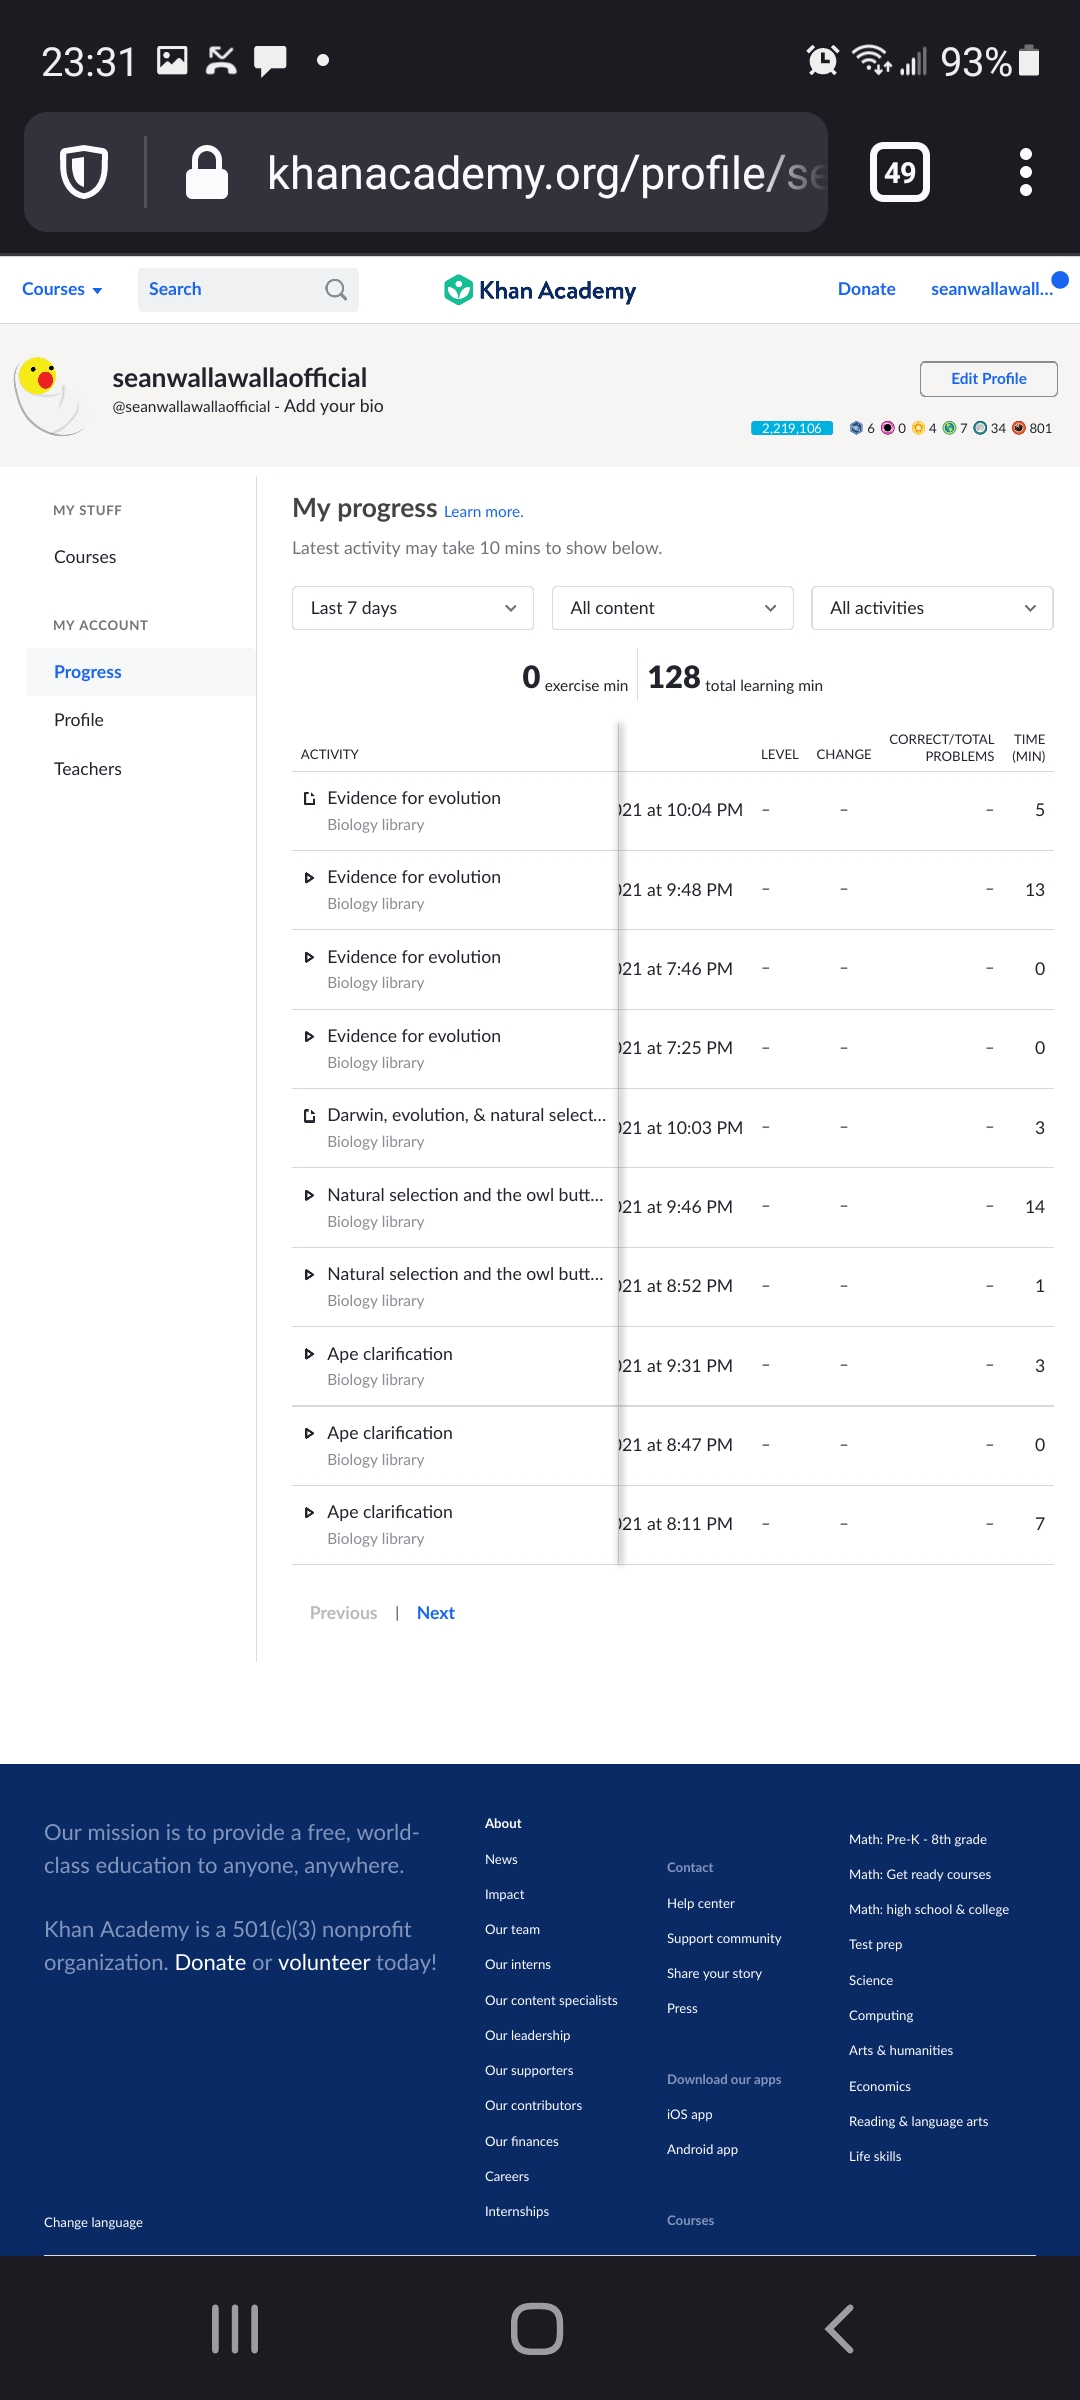 23:31
93%
khanacademy.org/profile/se
49
Courses
Search
Khan Academy
Donate
seanwallawall...
seanwallawallaofficial
@seanwallawallaofficial - Add your bio
Edit Profile
2,219,106 6 0 4 7 34 801
MY STUFF
Courses
MY ACCOUNT
Progress
Profile
Teachers
My progress Learn more.
Latest activity may take 10 mins to show below.
Last 7 days
All content
All activities
0 exercise min
128 total learning min
ACTIVITY LEVEL CHANGE CORRECT/TOTAL PROBLEMS TIME (MIN)
Evidence for evolution
Biology library
021 at 10:04 PM – – – 5
Evidence for evolution
Biology library
021 at 9:48 PM – – – 13
Evidence for evolution
Biology library
021 at 7:46 PM – – – 0
Evidence for evolution
Biology library
021 at 7:25 PM – – – 0
Darwin, evolution, & natural select...
Biology library
021 at 10:03 PM – – – 3
Natural selection and the owl butt...
Biology library
021 at 9:46 PM – – – 14
Natural selection and the owl butt...
Biology library
021 at 8:52 PM – – – 1
Ape clarification
Biology library
021 at 9:31 PM – – – 3
Ape clarification
Biology library
021 at 8:47 PM – – – 0
Ape clarification
Biology library
021 at 8:11 PM – – – 7
Previous | Next
Our mission is to provide a free, world-
class education to anyone, anywhere.
Khan Academy is a 501(c)(3) nonprofit
organization. Donate or volunteer today!
About
News
Impact
Our team
Our interns
Our content specialists
Our leadership
Our supporters
Our contributors
Our finances
Careers
Internships
Contact
Help center
Support community
Share your story
Press
Download our apps
iOS app
Android app
Courses
Math: Pre-K - 8th grade
Math: Get ready courses
Math: high school & college
Test prep
Science
Computing
Arts & humanities
Economics
Reading & language arts
Life skills
Change language